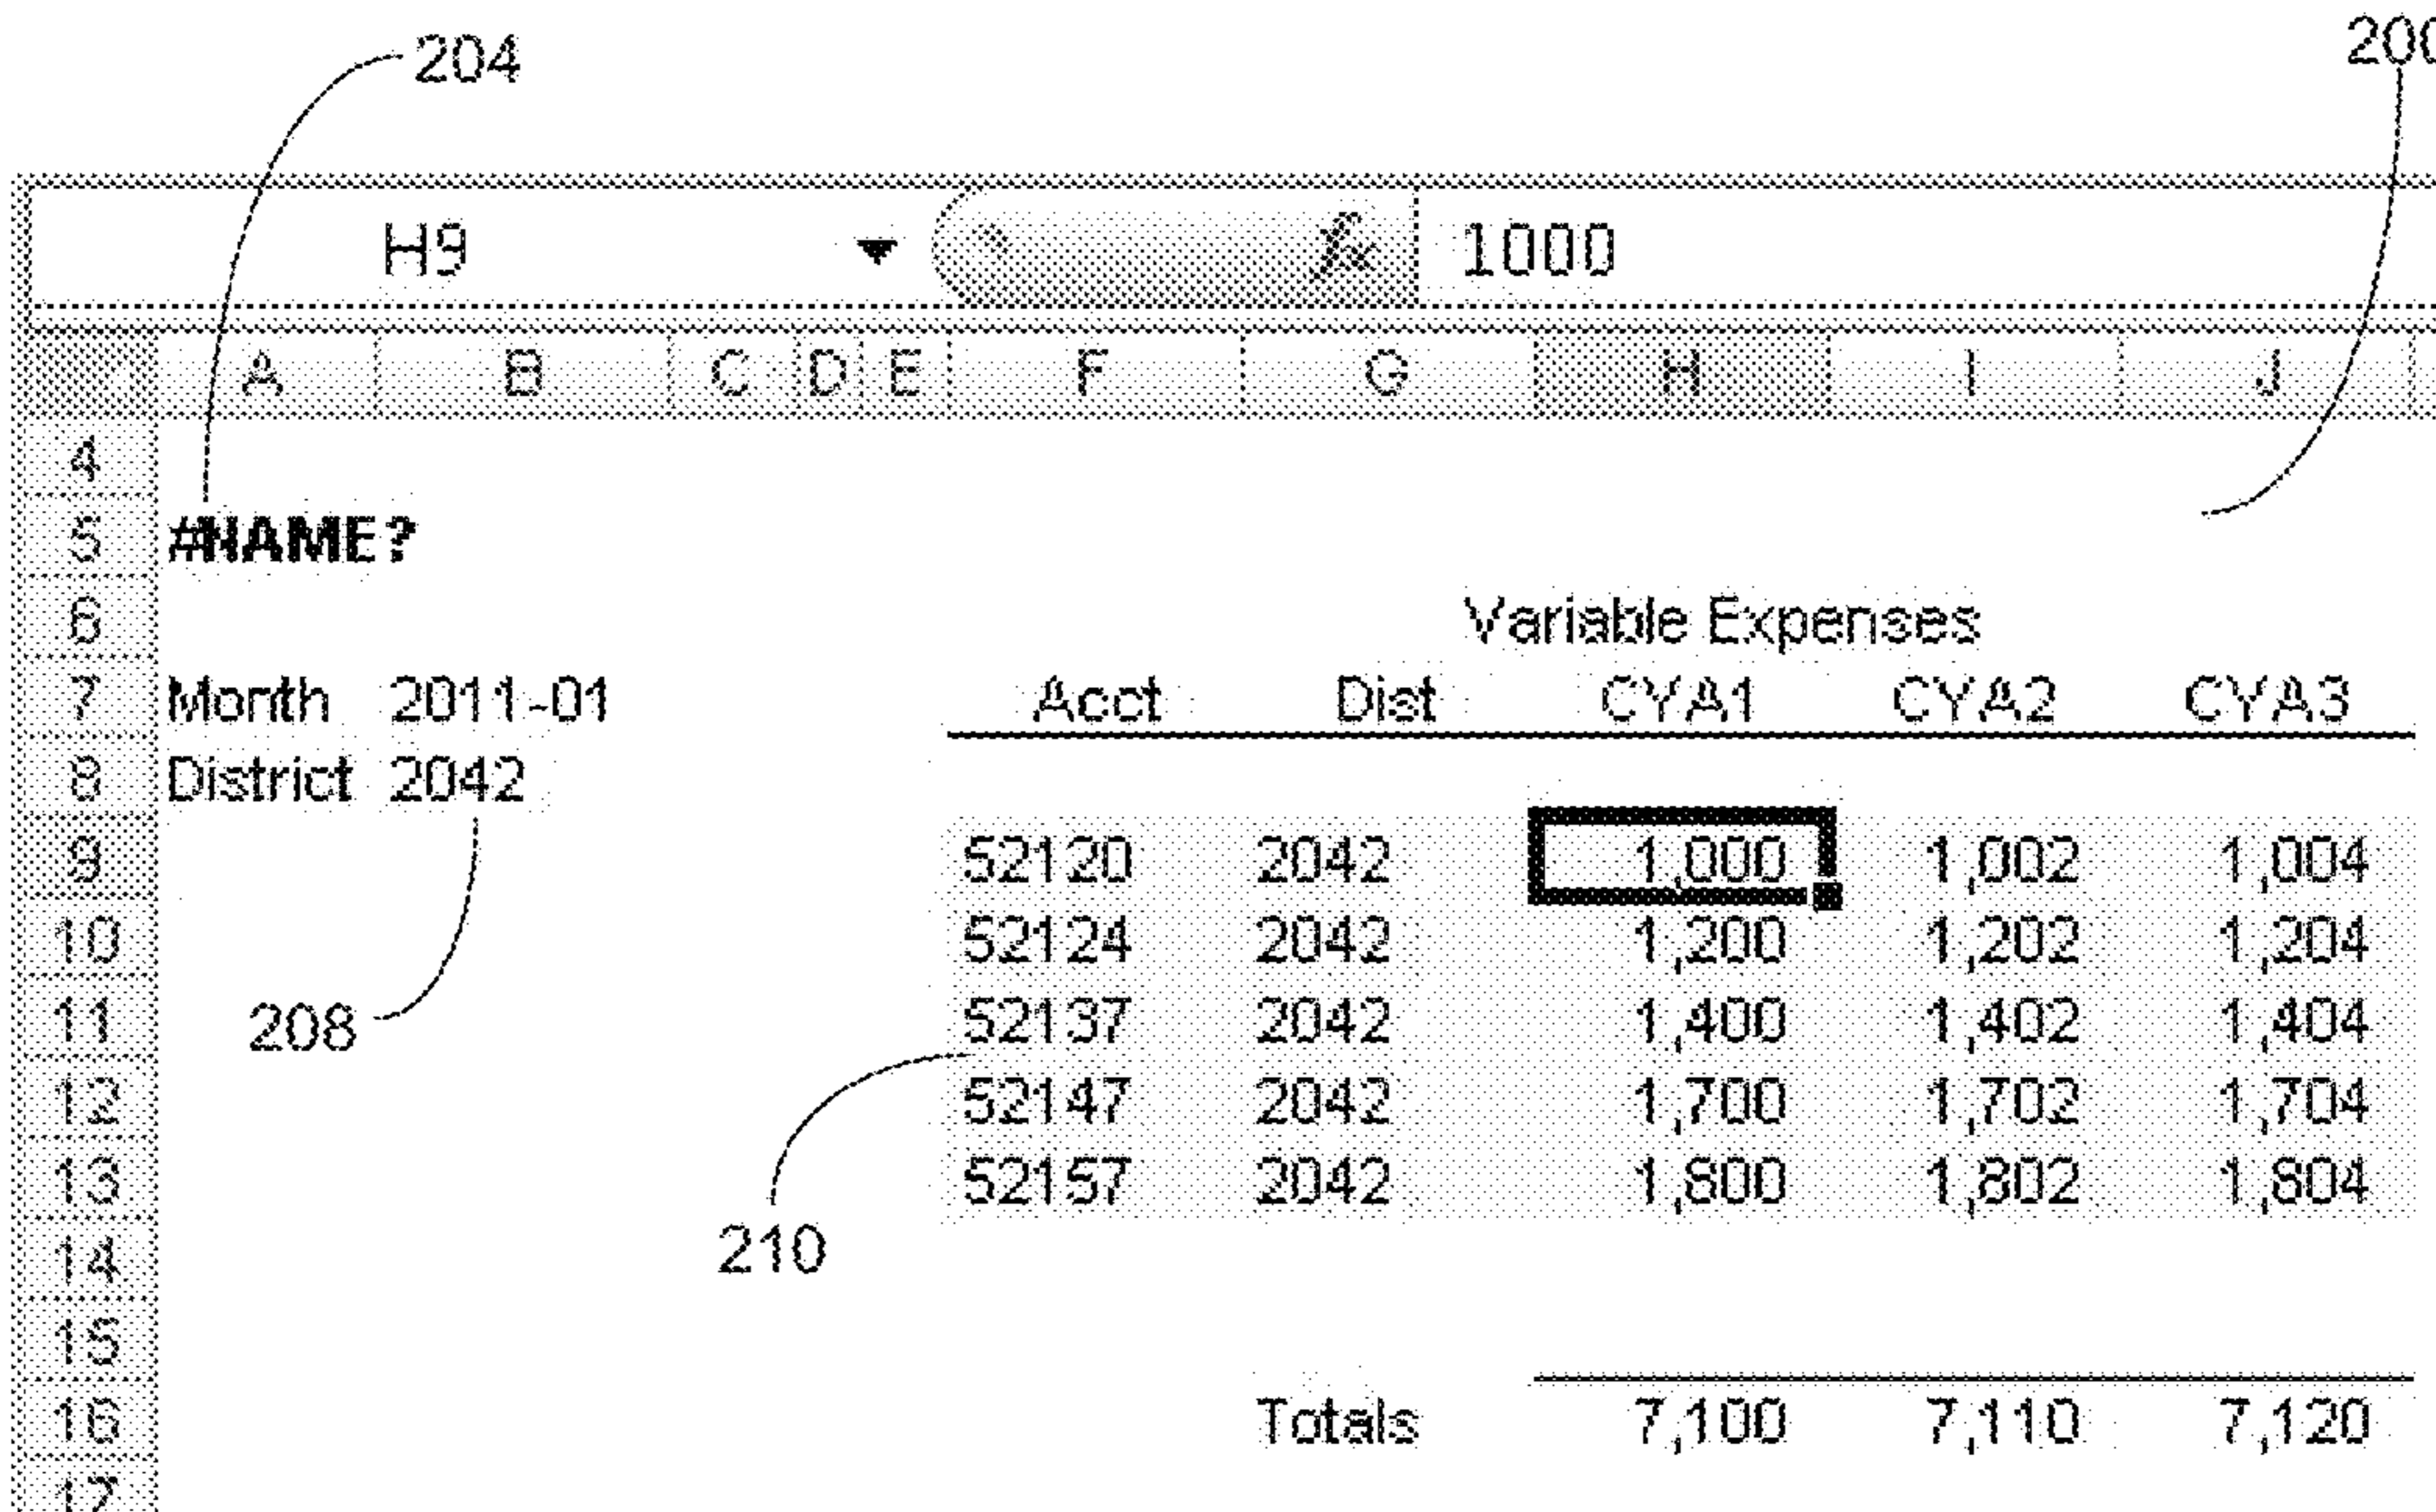 204 200
H9 fx 1000
A B C D E F G H I J
4
5 #NAME?
6 Variable Expenses
7 Month 2011-01 Acct Dist CYA1 CYA2 CYA3
8 District 2042
9 52120 2042 1,000 1,002 1,004
10 52124 2042 1,200 1,202 1,204
11 52137 2042 1,400 1,402 1,404
208
12 52147 2042 1,700 1,702 1,704
13 52157 2042 1,800 1,802 1,804
210
14
15
16 Totals 7,100 7,110 7,120
17